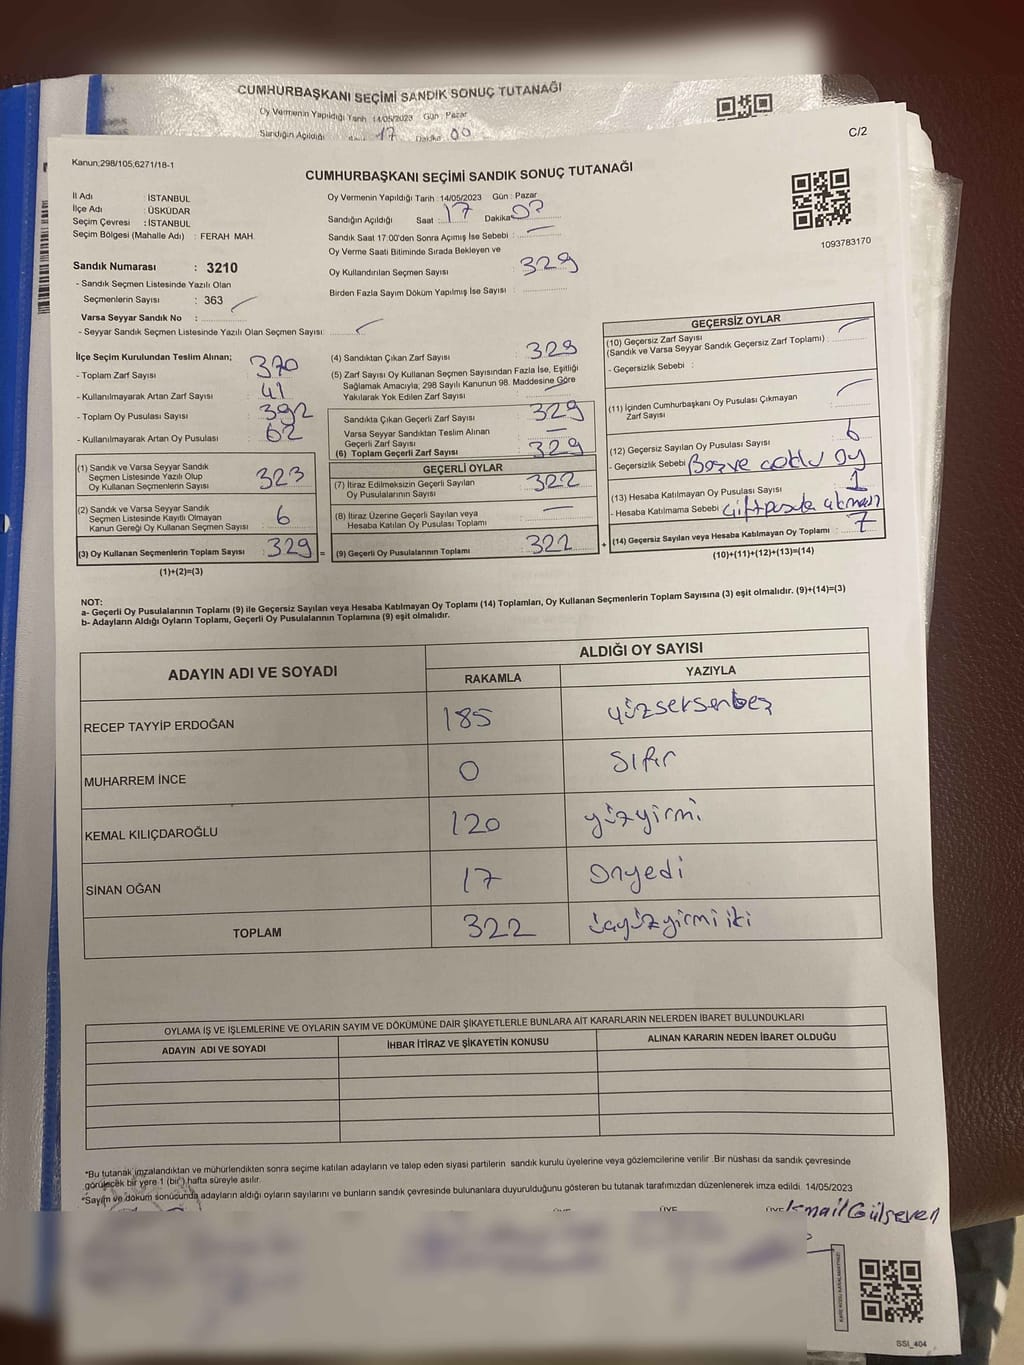 CUMHURBAŞKANI SEÇİMİ SANDIK SONUÇ TUTANAĞI
Oy Vermenin Yapıldığı Tarih 14/05/2023 Gün : Pazar
Sandığın Açıldığı 17 Dakika 00
C/2
Kanun;298/105,6271/18-1
CUMHURBAŞKANI SEÇİMİ SANDIK SONUÇ TUTANAĞI
İl Adı : İSTANBUL
İlçe Adı : ÜSKÜDAR
Seçim Çevresi : İSTANBUL
Seçim Bölgesi (Mahalle Adı) : FERAH MAH.
Oy Vermenin Yapıldığı Tarih : 14/05/2023 Gün : Pazar
Sandığın Açıldığı Saat : 17 Dakika
Sandık Saat 17:00'den Sonra Açımış İse Sebebi :
Oy Verme Saati Bitiminde Sırada Bekleyen ve
Oy Kullandırılan Seçmen Sayısı : 329
Birden Fazla Sayım Döküm Yapılmış İse Sayısı :
1093783170
Sandık Numarası : 3210
- Sandık Seçmen Listesinde Yazılı Olan
Seçmenlerin Sayısı : 363
Varsa Seyyar Sandık No :
- Seyyar Sandık Seçmen Listesinde Yazılı Olan Seçmen Sayısı:
İlçe Seçim Kurulundan Teslim Alınan;
- Toplam Zarf Sayısı : 370
- Kullanılmayarak Artan Zarf Sayısı : 41
- Toplam Oy Pusulası Sayısı : 392
- Kullanılmayarak Artan Oy Pusulası : 62
(1) Sandık ve Varsa Seyyar Sandık
Seçmen Listesinde Yazılı Olup
Oy Kullanan Seçmenlerin Sayısı : 323
(2) Sandık ve Varsa Seyyar Sandık
Seçmen Listesinde Kayıtlı Olmayan
Kanun Gereği Oy Kullanan Seçmen Sayısı : 6
(3) Oy Kullanan Seçmenlerin Toplam Sayısı : 329 =
(1)+(2)=(3)
(4) Sandıktan Çıkan Zarf Sayısı : 329
(5) Zarf Sayısı Oy Kullanan Seçmen Sayısından Fazla İse, Eşitliği
Sağlamak Amacıyla; 298 Sayılı Kanunun 98. Maddesine Göre
Yakılarak Yok Edilen Zarf Sayısı :
Sandıkta Çıkan Geçerli Zarf Sayısı : 329
Varsa Seyyar Sandıktan Teslim Alınan
Geçerli Zarf Sayısı : —
(6) Toplam Geçerli Zarf Sayısı : 329
GEÇERLİ OYLAR
(7) İtiraz Edilmeksizin Geçerli Sayılan
Oy Pusulalarının Sayısı : 322
(8) İtiraz Üzerine Geçerli Sayılan veya
Hesaba Katılan Oy Pusulası Toplamı : —
(9) Geçerli Oy Pusulalarının Toplamı : 322 +
GEÇERSİZ OYLAR
(10) Geçersiz Zarf Sayısı
(Sandık ve Varsa Seyyar Sandık Geçersiz Zarf Toplamı) :
- Geçersizlik Sebebi :
(11) İçinden Cumhurbaşkanı Oy Pusulası Çıkmayan
Zarf Sayısı :
(12) Geçersiz Sayılan Oy Pusulası Sayısı : 6
- Geçersizlik Sebebi : Boş ve çoklu oy
(13) Hesaba Katılmayan Oy Pusulası Sayısı : 1
- Hesaba Katılmama Sebebi : Çift pusula çıkması
(14) Geçersiz Sayılan veya Hesaba Katılmayan Oy Toplamı : 7
(10)+(11)+(12)+(13)=(14)
NOT:
a- Geçerli Oy Pusulalarının Toplamı (9) ile Geçersiz Sayılan veya Hesaba Katılmayan Oy Toplamı (14) Toplamları, Oy Kullanan Seçmenlerin Toplam Sayısına (3) eşit olmalıdır. (9)+(14)=(3)
b- Adayların Aldığı Oyların Toplamı, Geçerli Oy Pusulalarının Toplamına (9) eşit olmalıdır.
ADAYIN ADI VE SOYADI
ALDIĞI OY SAYISI
RAKAMLA YAZIYLA
RECEP TAYYİP ERDOĞAN 185 yüzseksenbeş
MUHARREM İNCE 0 sıfır
KEMAL KILIÇDAROĞLU 120 yüzyirmi
SİNAN OĞAN 17 Onyedi
TOPLAM 322 üçyüzyirmi iki
OYLAMA İŞ VE İŞLEMLERİNE VE OYLARIN SAYIM VE DÖKÜMÜNE DAİR ŞİKAYETLERLE BUNLARA AİT KARARLARIN NELERDEN İBARET BULUNDUKLARI
ADAYIN ADI VE SOYADI İHBAR İTİRAZ VE ŞİKAYETİN KONUSU ALINAN KARARIN NEDEN İBARET OLDUĞU
*Bu tutanak imzalandıktan ve mühürlendikten sonra seçime katılan adayların ve talep eden siyasi partilerin sandık kurulu üyelerine veya gözlemcilerine verilir. Bir nüshası da sandık çevresinde
görülecek bir yere 1 (bir) hafta süreyle asılır.
*Sayım ve döküm sonucunda adayların aldığı oyların sayılarını ve bunların sandık çevresinde bulunanlara duyurulduğunu gösteren bu tutanak tarafımızdan düzenlenerek imza edildi. 14/05/2023
ÜYE ÜYE ÜYE İsmail Gülseven
SSI_404